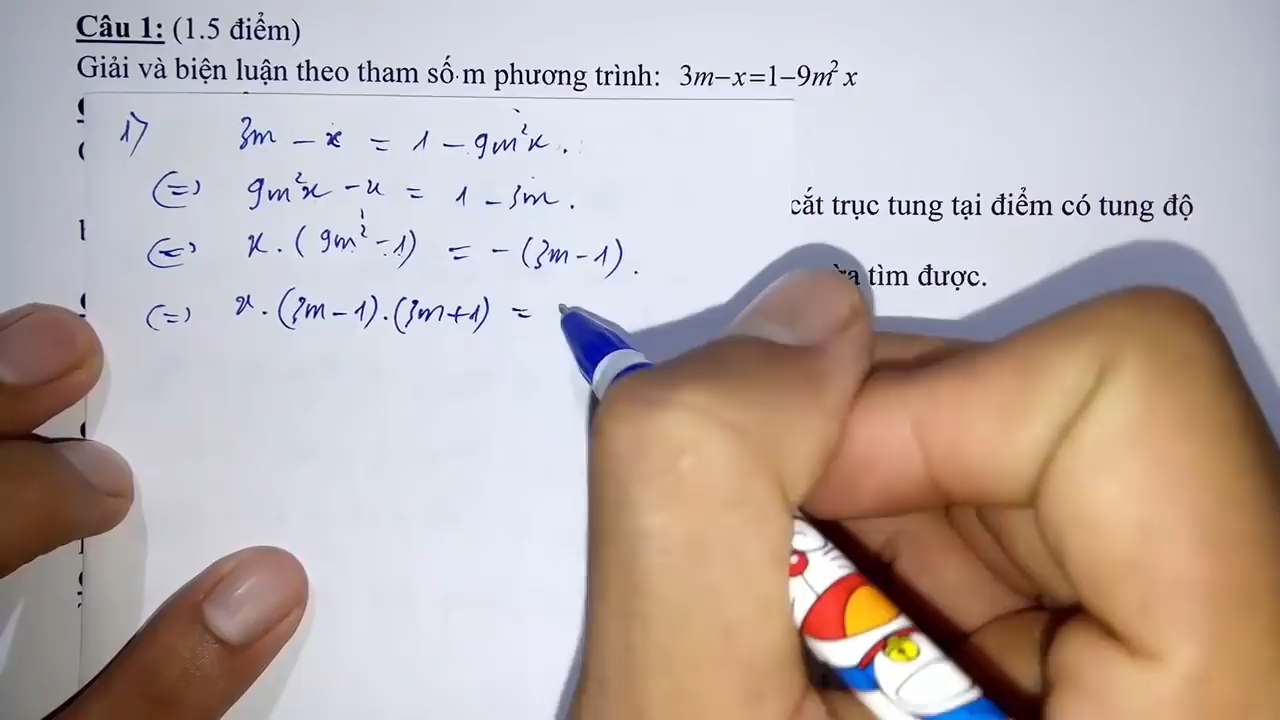 Câu 1: (1.5 điểm)
Giải và biện luận theo tham số m phương trình: 3m−x=1−9m²x
1) 3m − x = 1 − 9m²x.
(=) 9m²x − x = 1 − 3m.
cắt trục tung tại điểm có tung độ
(=) x.(9m² − 1) = −(3m − 1).
tìm được.
(=) x.(3m − 1).(3m + 1) =